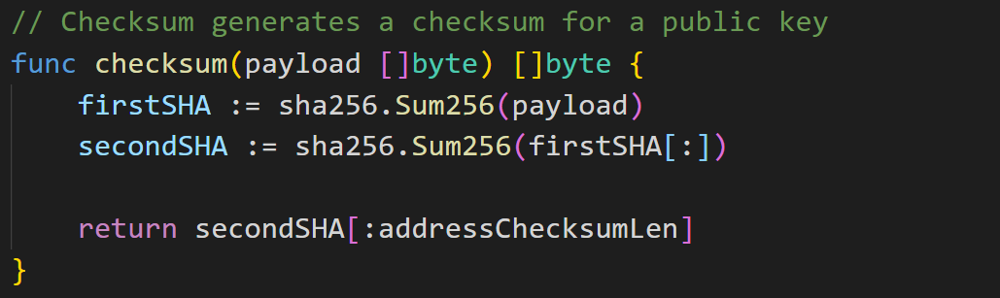 // Checksum generates a checksum for a public key
func checksum(payload []byte) []byte {
    firstSHA := sha256.Sum256(payload)
    secondSHA := sha256.Sum256(firstSHA[:])

    return secondSHA[:addressChecksumLen]
}